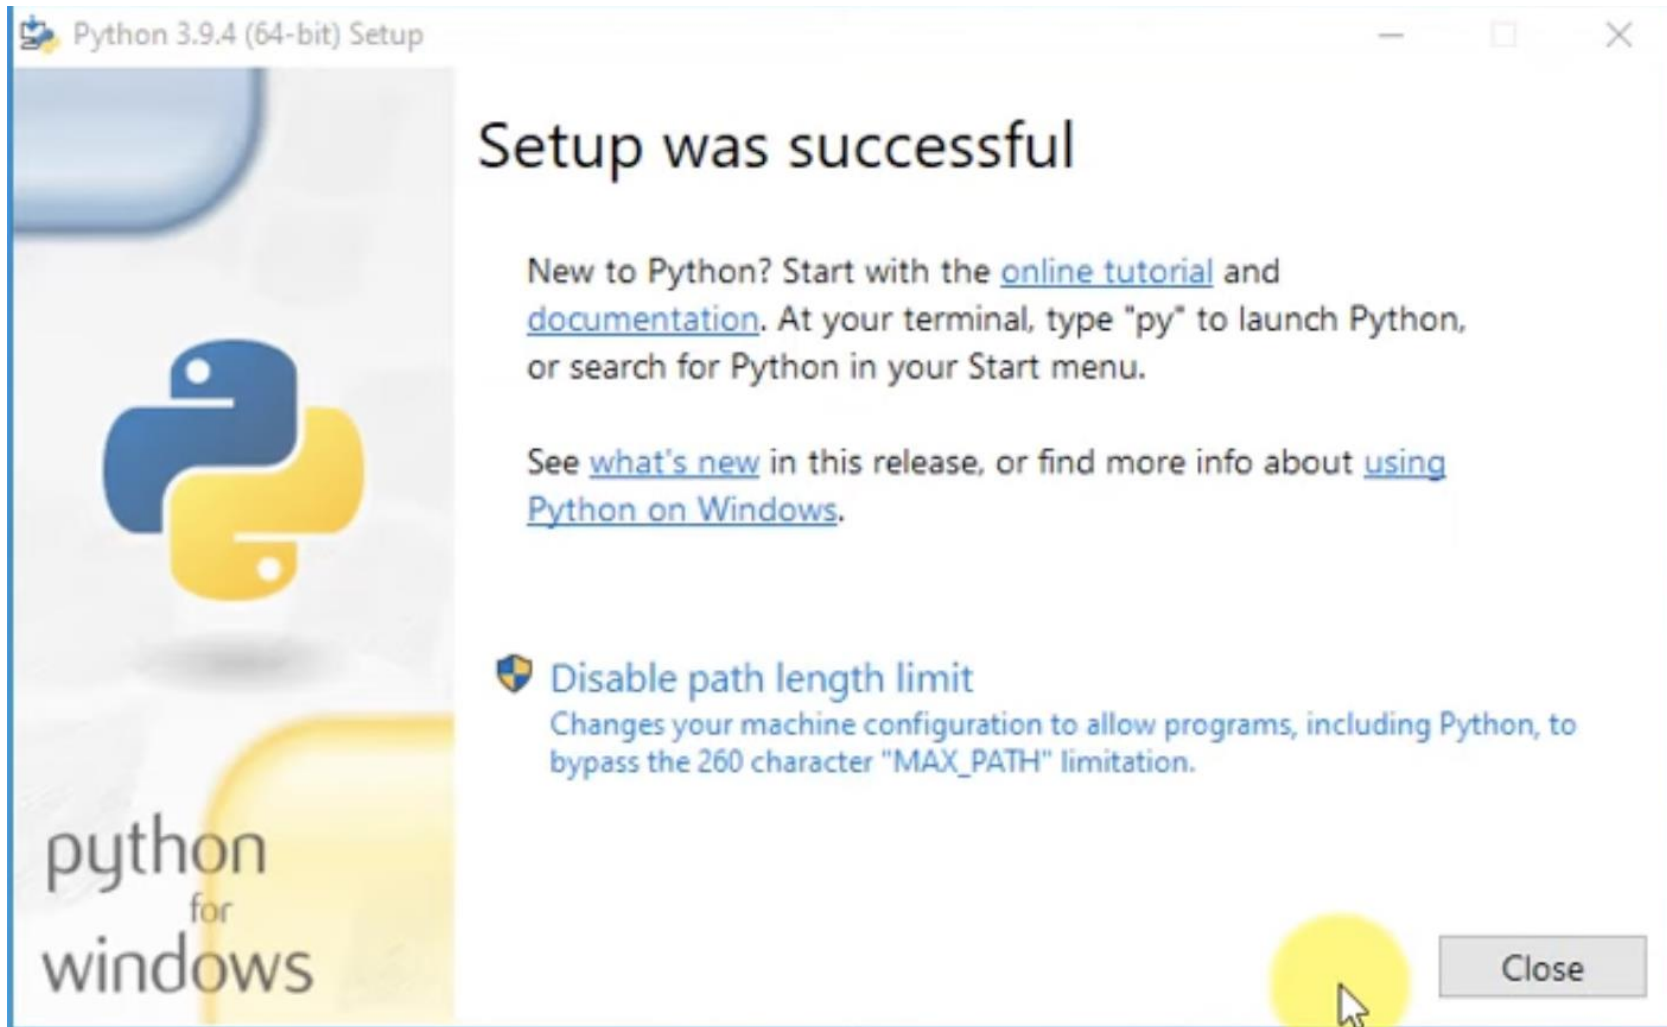 Python 3.9.4 (64-bit) Setup
Setup was successful
New to Python? Start with the online tutorial and
documentation. At your terminal, type "py" to launch Python,
or search for Python in your Start menu.
See what's new in this release, or find more info about using
Python on Windows.
Disable path length limit
Changes your machine configuration to allow programs, including Python, to
bypass the 260 character "MAX_PATH" limitation.
python
for
windows
Close